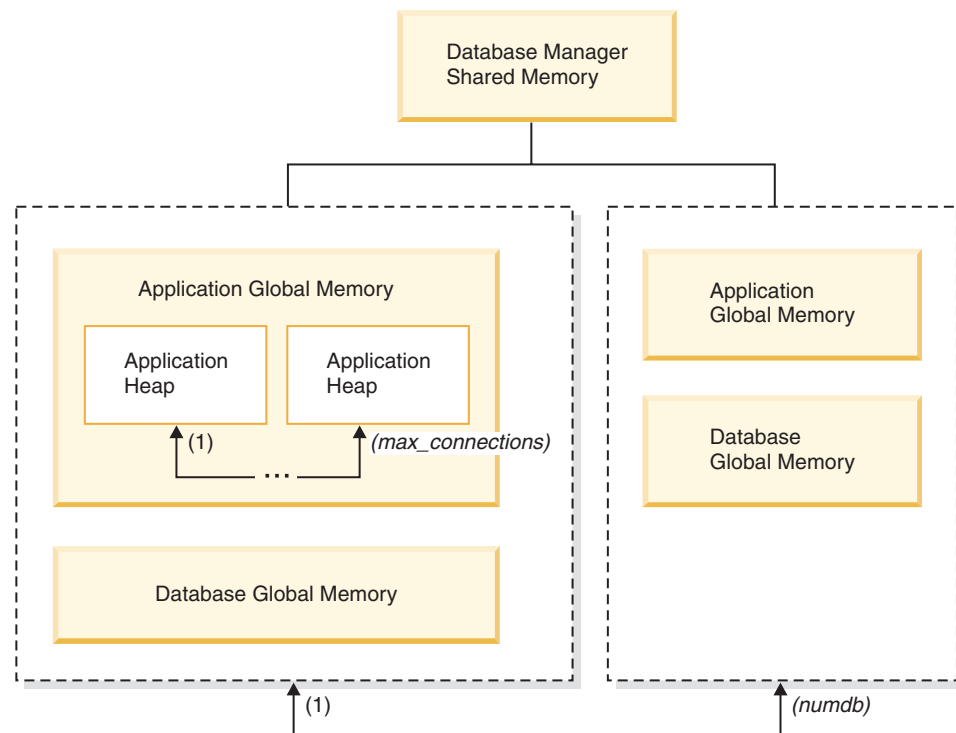 Database Manager
Shared Memory
Application Global Memory
Application
Heap
Application
Heap
(1)
(max_connections)
...
Database Global Memory
(1)
Application
Global Memory
Database
Global Memory
(numdb)